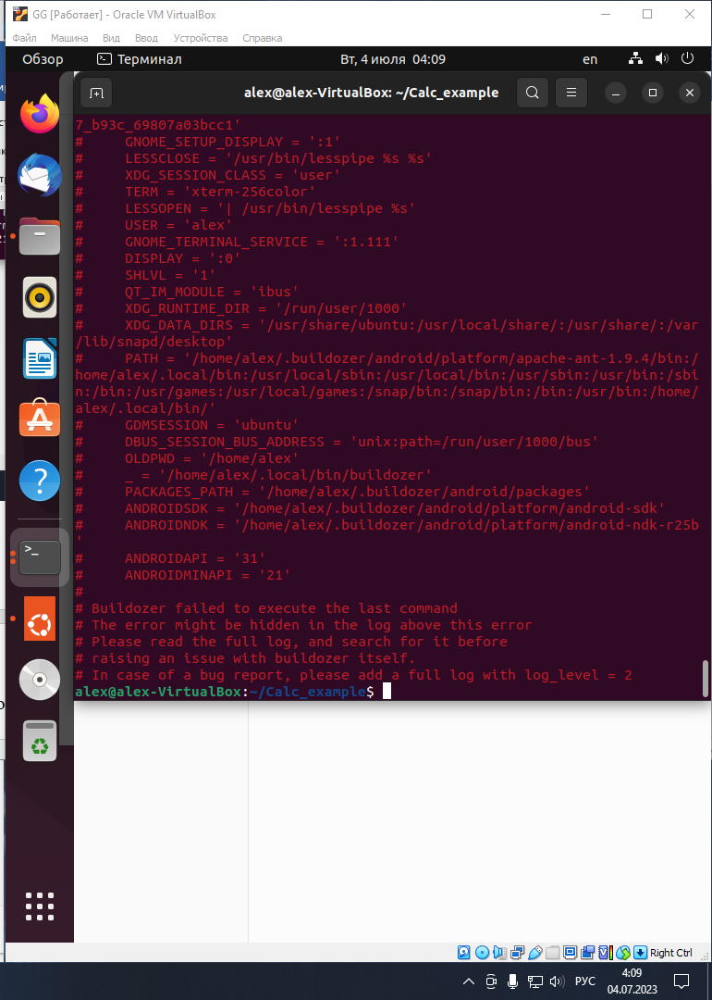 GG [Работает] - Oracle VM VirtualBox
Файл Машина Вид Ввод Устройства Справка
Обзор Терминал Вт, 4 июля 04:09 en
alex@alex-VirtualBox: ~/Calc_example
7_b93c_69807a03bcc1'
#     GNOME_SETUP_DISPLAY = ':1'
#     LESSCLOSE = '/usr/bin/lesspipe %s %s'
#     XDG_SESSION_CLASS = 'user'
#     TERM = 'xterm-256color'
#     LESSOPEN = '| /usr/bin/lesspipe %s'
#     USER = 'alex'
#     GNOME_TERMINAL_SERVICE = ':1.111'
#     DISPLAY = ':0'
#     SHLVL = '1'
#     QT_IM_MODULE = 'ibus'
#     XDG_RUNTIME_DIR = '/run/user/1000'
#     XDG_DATA_DIRS = '/usr/share/ubuntu:/usr/local/share/:/usr/share/:/var
/lib/snapd/desktop'
#     PATH = '/home/alex/.buildozer/android/platform/apache-ant-1.9.4/bin:/
home/alex/.local/bin:/usr/local/sbin:/usr/local/bin:/usr/sbin:/usr/bin:/sbi
n:/bin:/usr/games:/usr/local/games:/snap/bin:/snap/bin:/bin:/usr/bin:/home/
alex/.local/bin/'
#     GDMSESSION = 'ubuntu'
#     DBUS_SESSION_BUS_ADDRESS = 'unix:path=/run/user/1000/bus'
#     OLDPWD = '/home/alex'
#     _ = '/home/alex/.local/bin/buildozer'
#     PACKAGES_PATH = '/home/alex/.buildozer/android/packages'
#     ANDROIDSDK = '/home/alex/.buildozer/android/platform/android-sdk'
#     ANDROIDNDK = '/home/alex/.buildozer/android/platform/android-ndk-r25b
'
#     ANDROIDAPI = '31'
#     ANDROIDMINAPI = '21'
#
# Buildozer failed to execute the last command
# The error might be hidden in the log above this error
# Please read the full log, and search for it before
# raising an issue with buildozer itself.
# In case of a bug report, please add a full log with log_level = 2
alex@alex-VirtualBox:~/Calc_example$
Right Ctrl
РУС 4:09
04.07.2023